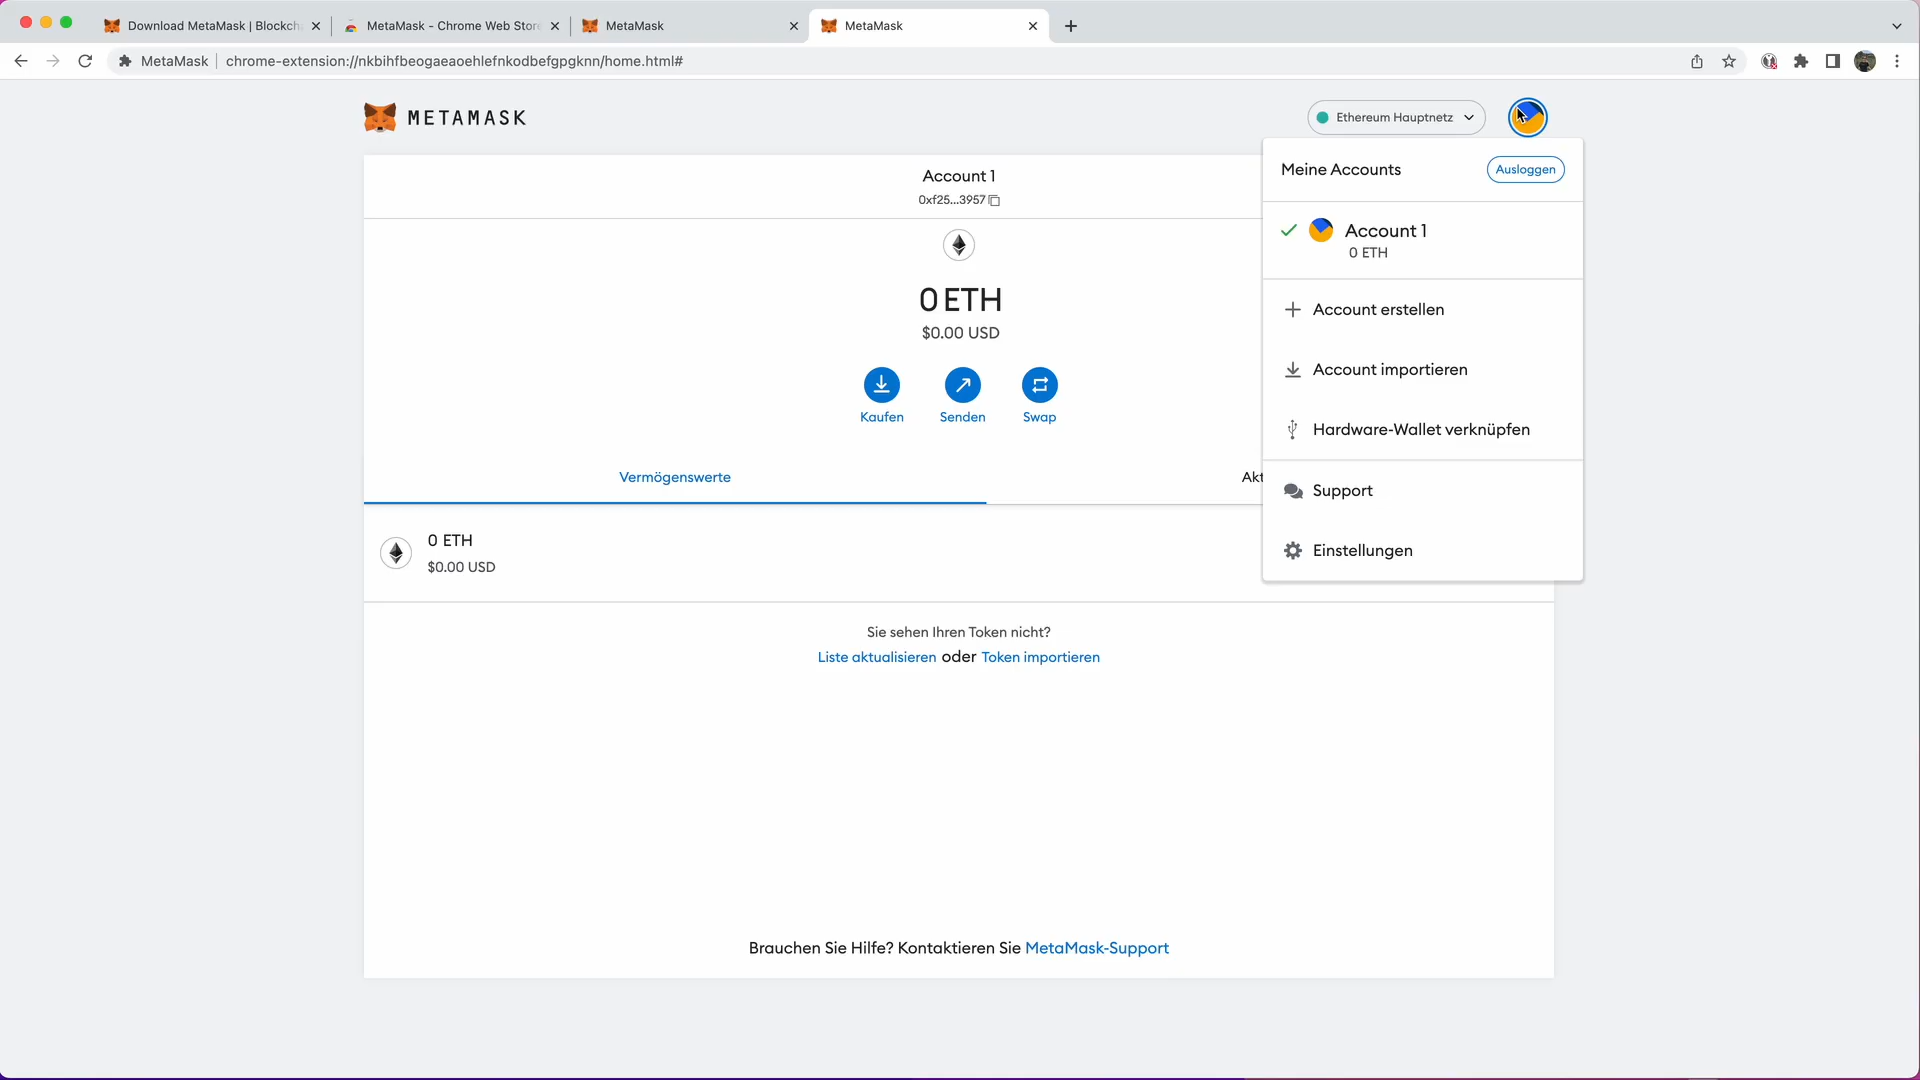 Download MetaMask | Blockch
MetaMask - Chrome Web Stor
MetaMask
MetaMask
MetaMask
chrome-extension://nkbihfbeogaeaoehlefnkodbefgpgknn/home.html#
METAMASK
Ethereum Hauptnetz
Account 1
0xf25...3957
0 ETH
$0.00 USD
Kaufen
Senden
Swap
Vermögenswerte
Akt
0 ETH
$0.00 USD
Sie sehen Ihren Token nicht?
Liste aktualisieren oder Token importieren
Brauchen Sie Hilfe? Kontaktieren Sie MetaMask-Support
Meine Accounts
Ausloggen
Account 1
0 ETH
Account erstellen
Account importieren
Hardware-Wallet verknüpfen
Support
Einstellungen